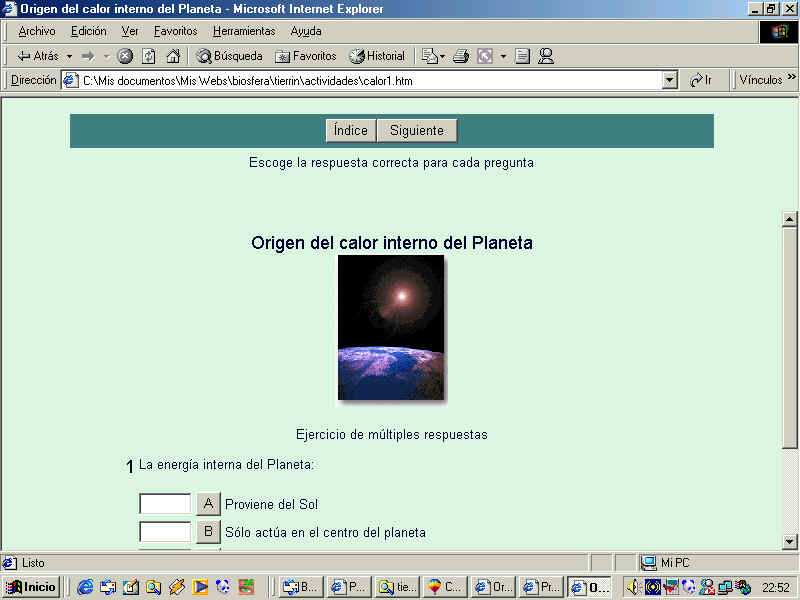 Origen del calor interno del Planeta - Microsoft Internet Explorer
Archivo Edición Ver Favoritos Herramientas Ayuda
Atrás Búsqueda Favoritos Historial
Dirección C:\Mis documentos\Mis Webs\biosfera\tierrin\actividades\calor1.htm Ir Vínculos »
Índice Siguiente
Escoge la respuesta correcta para cada pregunta
Origen del calor interno del Planeta
Ejercicio de múltiples respuestas
1 La energía interna del Planeta:
A Proviene del Sol
B Sólo actúa en el centro del planeta
Listo Mi PC
Inicio B... P... tie... C... Or... Pr... O... 22:52